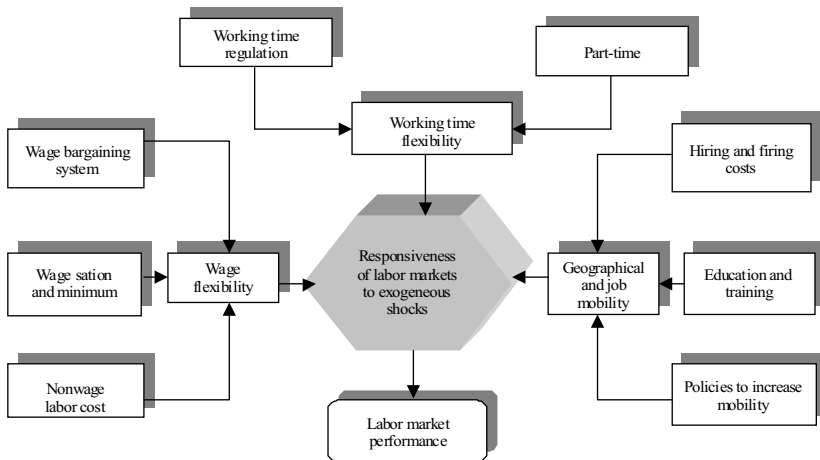 Working time
regulation
Part-time
Working time
flexibility
Wage bargaining
system
Hiring and firing
costs
Responsiveness
of labor markets
to exogeneous
shocks
Wage sation
and minimum
Wage
flexibility
Geographical
and job
mobility
Education and
training
Nonwage
labor cost
Policies to increase
mobility
Labor market
performance